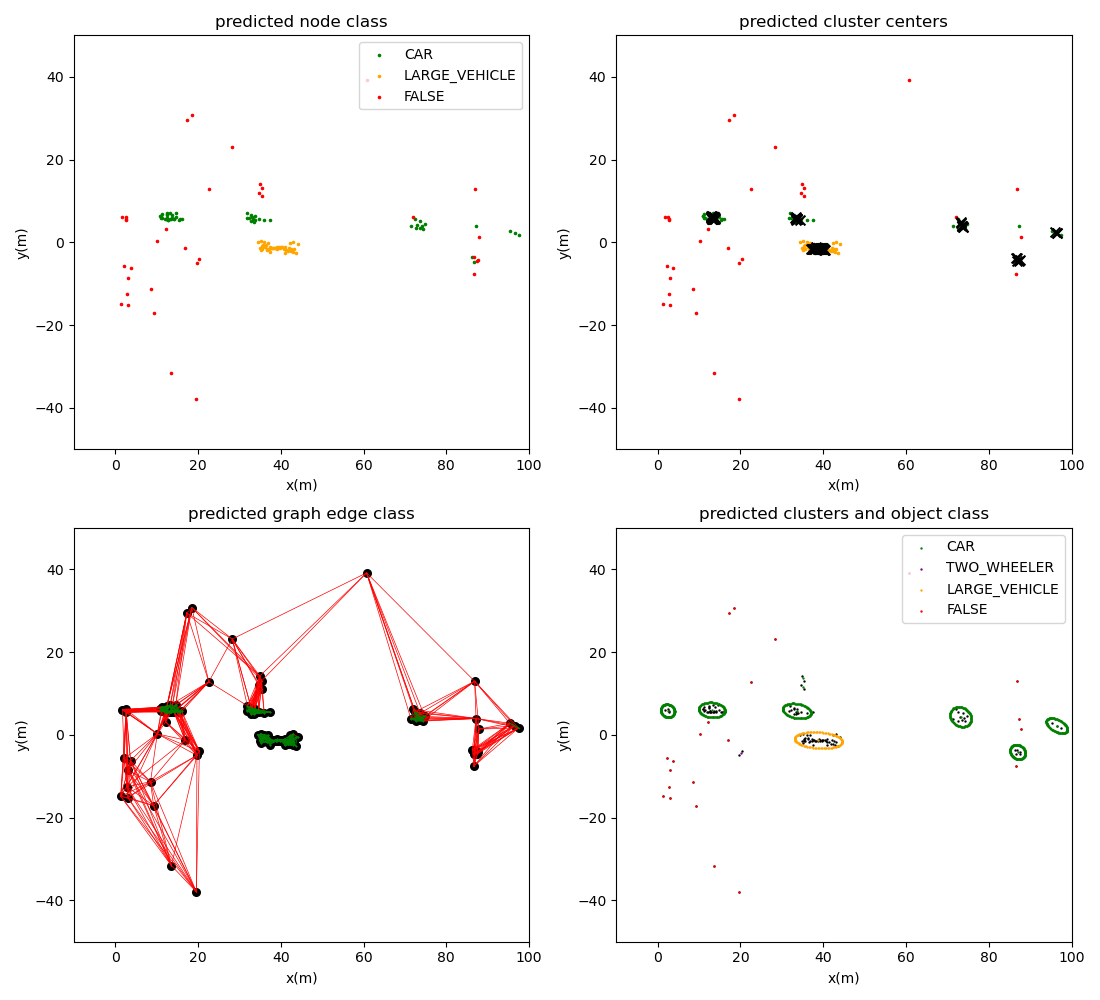 predicted node class
CAR
LARGE_VEHICLE
FALSE
40
20
0
−20
−40
y(m)
0 20 40 60 80 100
x(m)
predicted cluster centers
40
20
0
−20
−40
y(m)
0 20 40 60 80 100
x(m)
predicted graph edge class
40
20
0
−20
−40
y(m)
0 20 40 60 80 100
x(m)
predicted clusters and object class
CAR
TWO_WHEELER
LARGE_VEHICLE
FALSE
40
20
0
−20
−40
y(m)
0 20 40 60 80 100
x(m)